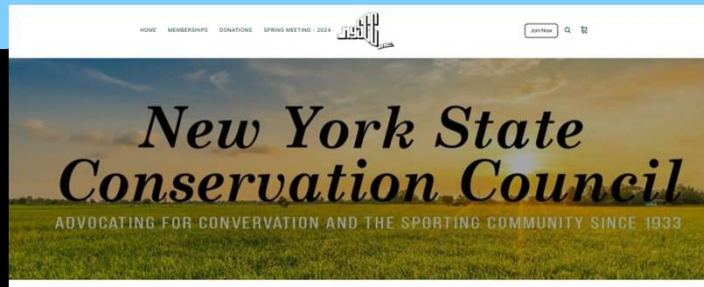 HOME MEMBERSHIPS DONATIONS SPRING MEETING - 2024 Join Now
New York State
Conservation Council
ADVOCATING FOR CONVERVATION AND THE SPORTING COMMUNITY SINCE 1933